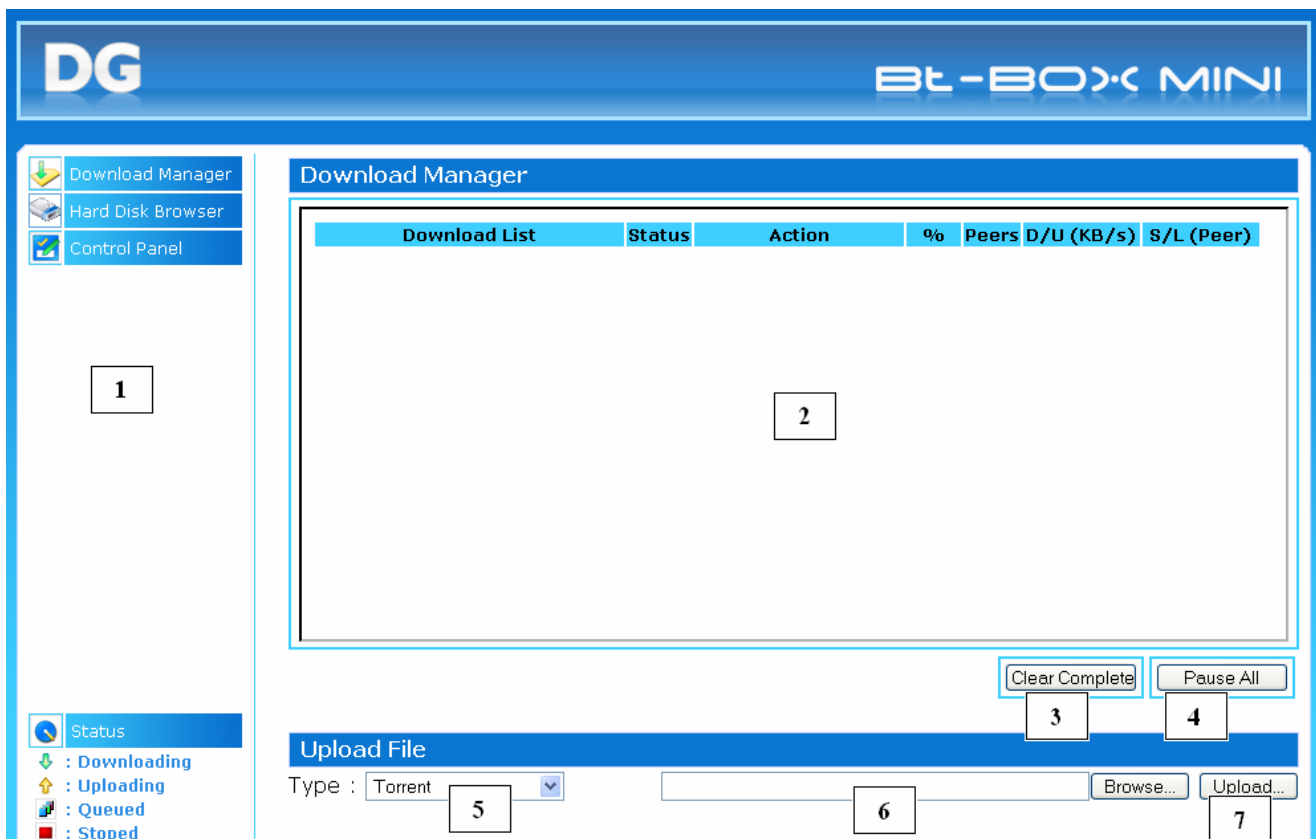 DG
Bt-BOX MINI
Download Manager
Hard Disk Browser
Control Panel
1
Download Manager
Download List Status Action % Peers D/U (KB/s) S/L (Peer)
2
Clear Complete Pause All
3 4
Status
: Downloading
: Uploading
: Queued
: Stoped
Upload File
Type : Torrent Browse... Upload...
5 6 7